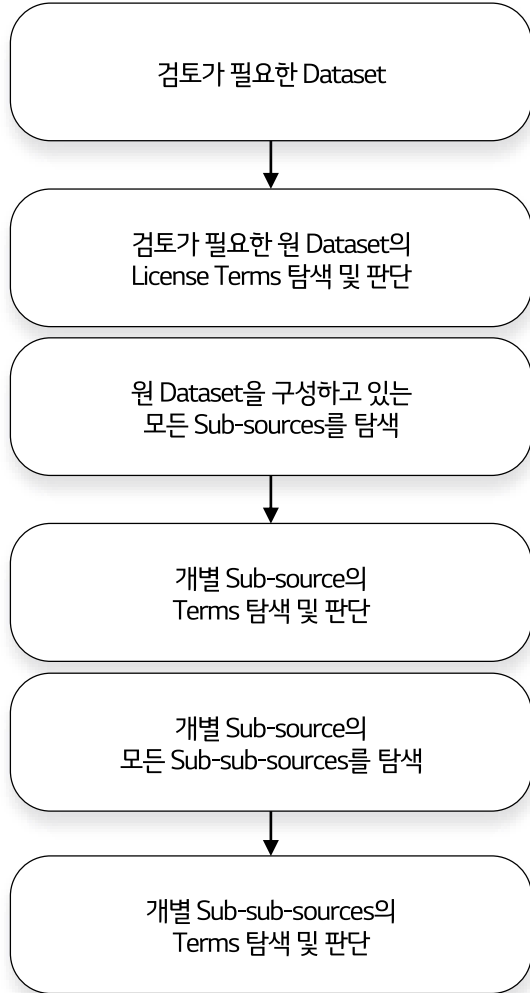 검토가 필요한 Dataset
검토가 필요한 원 Dataset의
License Terms 탐색 및 판단
원 Dataset을 구성하고 있는
모든 Sub-sources를 탐색
개별 Sub-source의
Terms 탐색 및 판단
개별 Sub-source의
모든 Sub-sub-sources를 탐색
개별 Sub-sub-sources의
Terms 탐색 및 판단